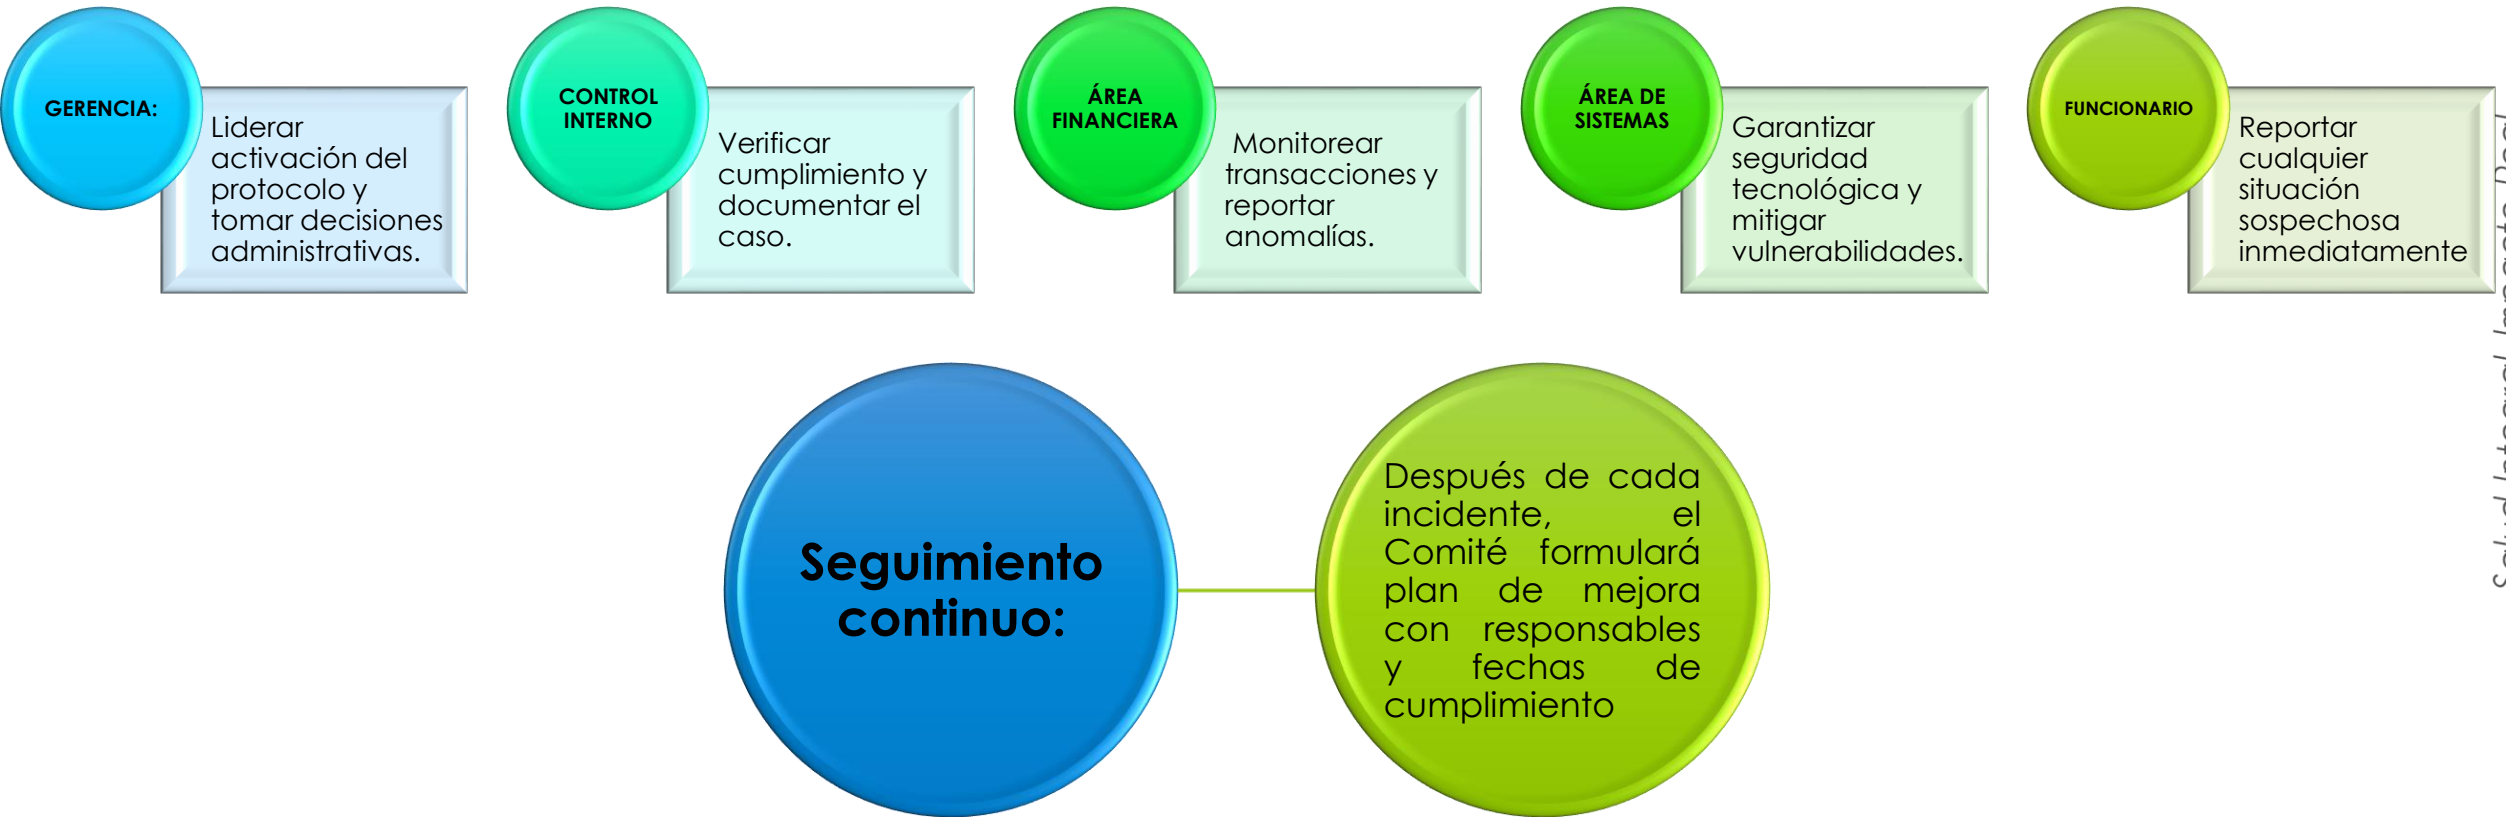 GERENCIA:
Liderar
activación del
protocolo y
tomar decisiones
administrativas.
CONTROL
INTERNO
Verificar
cumplimiento y
documentar el
caso.
ÁREA
FINANCIERA
Monitorear
transacciones y
reportar
anomalías.
ÁREA DE
SISTEMAS
Garantizar
seguridad
tecnológica y
mitigar
vulnerabilidades.
FUNCIONARIO
Reportar
cualquier
situación
sospechosa
inmediatamente
Seguimiento
continuo:
Después de cada
incidente, el
Comité formulará
plan de mejora
con responsables
y fechas de
cumplimiento